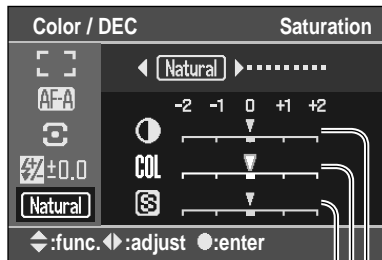 Color / DEC Saturation
Natural
AF-A
-2 -1 0 +1 +2
COL
±0.0
S
Natural
:func. :adjust :enter